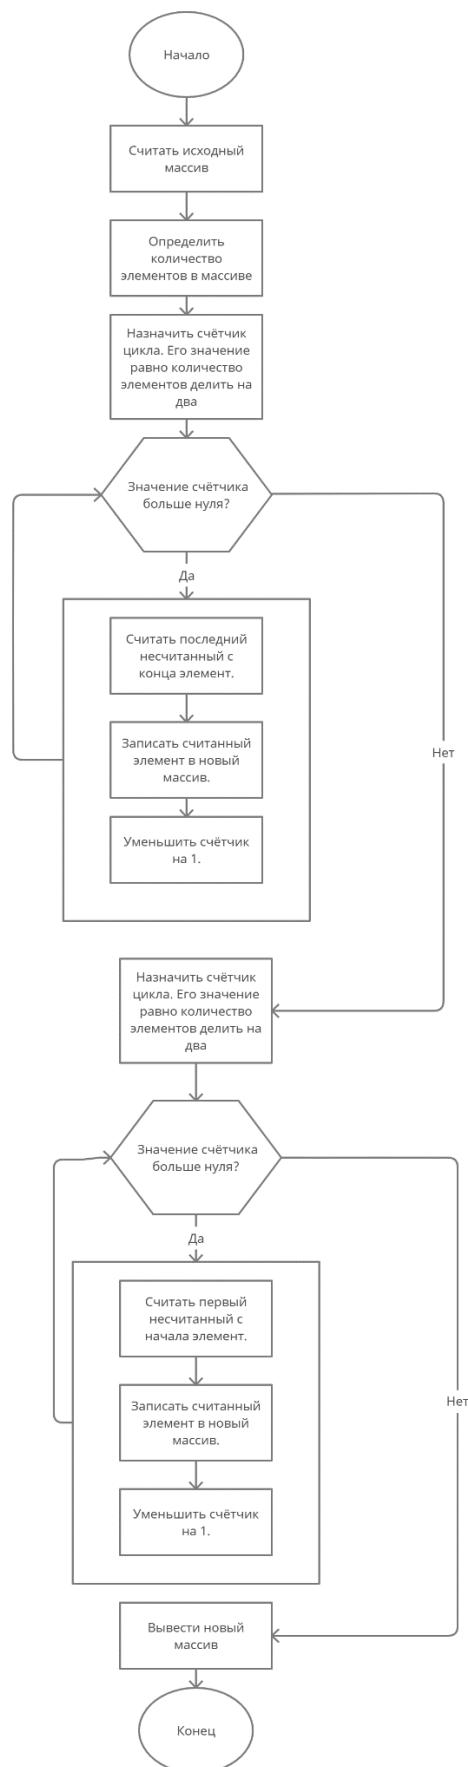 Начало
Считать исходный
массив
Определить
количество
элементов в массиве
Назначить счётчик
цикла. Его значение
равно количество
элементов делить на
два
Значение счётчика
больше нуля?
Да
Считать последний
несчитанный с
конца элемент.
Записать считанный
элемент в новый
массив.
Нет
Уменьшить счётчик
на 1.
Назначить счётчик
цикла. Его значение
равно количество
элементов делить на
два
Значение счётчика
больше нуля?
Да
Считать первый
несчитанный с
начала элемент.
Записать считанный
элемент в новый
массив.
Нет
Уменьшить счётчик
на 1.
Вывести новый
массив
Конец